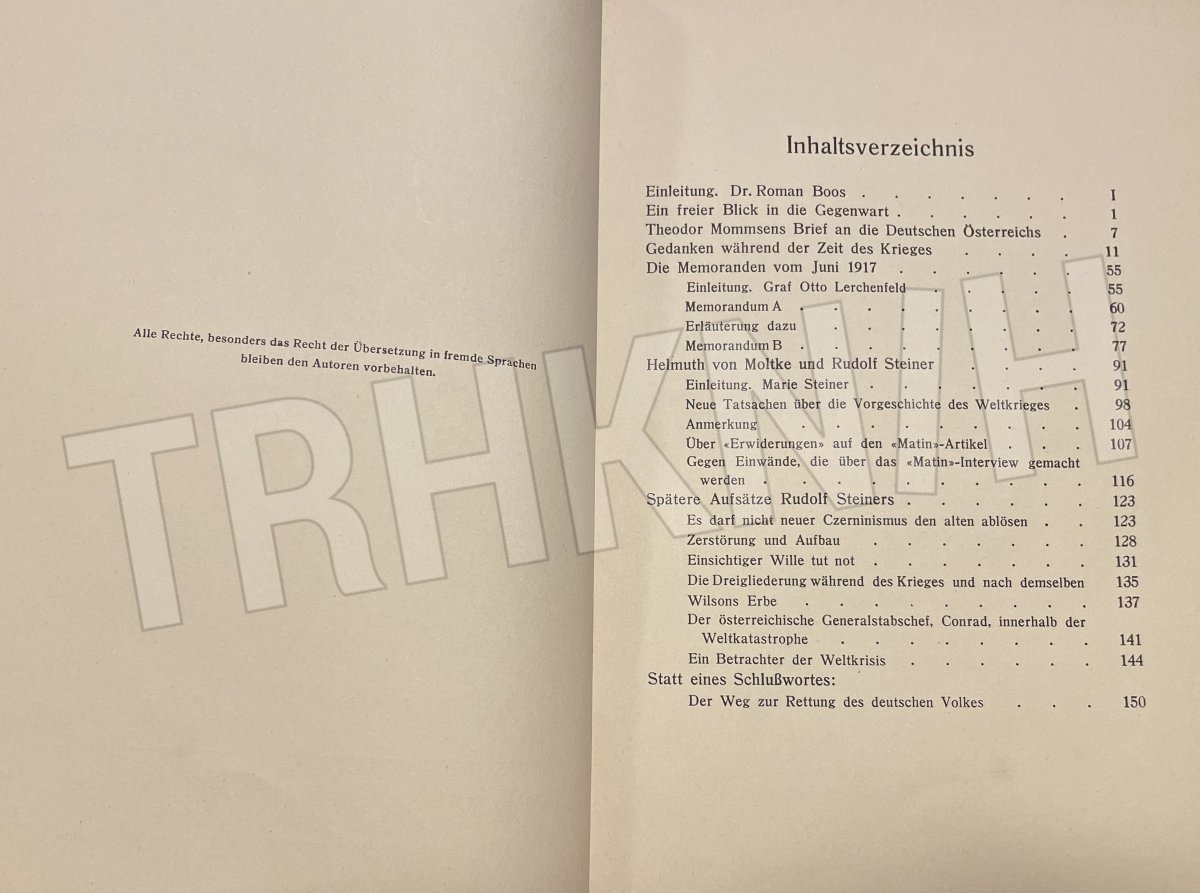 Alle Rechte, besonders das Recht der Übersetzung in fremde Sprachen
bleiben den Autoren vorbehalten.
Inhaltsverzeichnis
Einleitung. Dr. Roman Boos . . . . . . . I
Ein freier Blick in die Gegenwart . . . . . . 1
Theodor Mommsens Brief an die Deutschen Österreichs . 7
Gedanken während der Zeit des Krieges . . . . 11
Die Memoranden vom Juni 1917 . . . . . . 55
Einleitung. Graf Otto Lerchenfeld . . . . . 55
Memorandum A . . . . . . . . . 60
Erläuterung dazu . . . . . . . . 72
Memorandum B . . . . . . . . . 77
Helmuth von Moltke und Rudolf Steiner . . . . 91
Einleitung. Marie Steiner . . . . . . . 91
Neue Tatsachen über die Vorgeschichte des Weltkrieges . 98
Anmerkung . . . . . . . . . 104
Über «Erwiderungen» auf den «Matin»-Artikel . . . 107
Gegen Einwände, die über das «Matin»-Interview gemacht
werden . . . . . . . . . . 116
Spätere Aufsätze Rudolf Steiners . . . . . . 123
Es darf nicht neuer Czerninismus den alten ablösen . . 123
Zerstörung und Aufbau . . . . . . . 128
Einsichtiger Wille tut not . . . . . . . 131
Die Dreigliederung während des Krieges und nach demselben 135
Wilsons Erbe . . . . . . . . . 137
Der österreichische Generalstabschef, Conrad, innerhalb der
Weltkatastrophe . . . . . . . . 141
Ein Betrachter der Weltkrisis . . . . . . 144
Statt eines Schlußwortes:
Der Weg zur Rettung des deutschen Volkes . . . 150
TRHKN/H